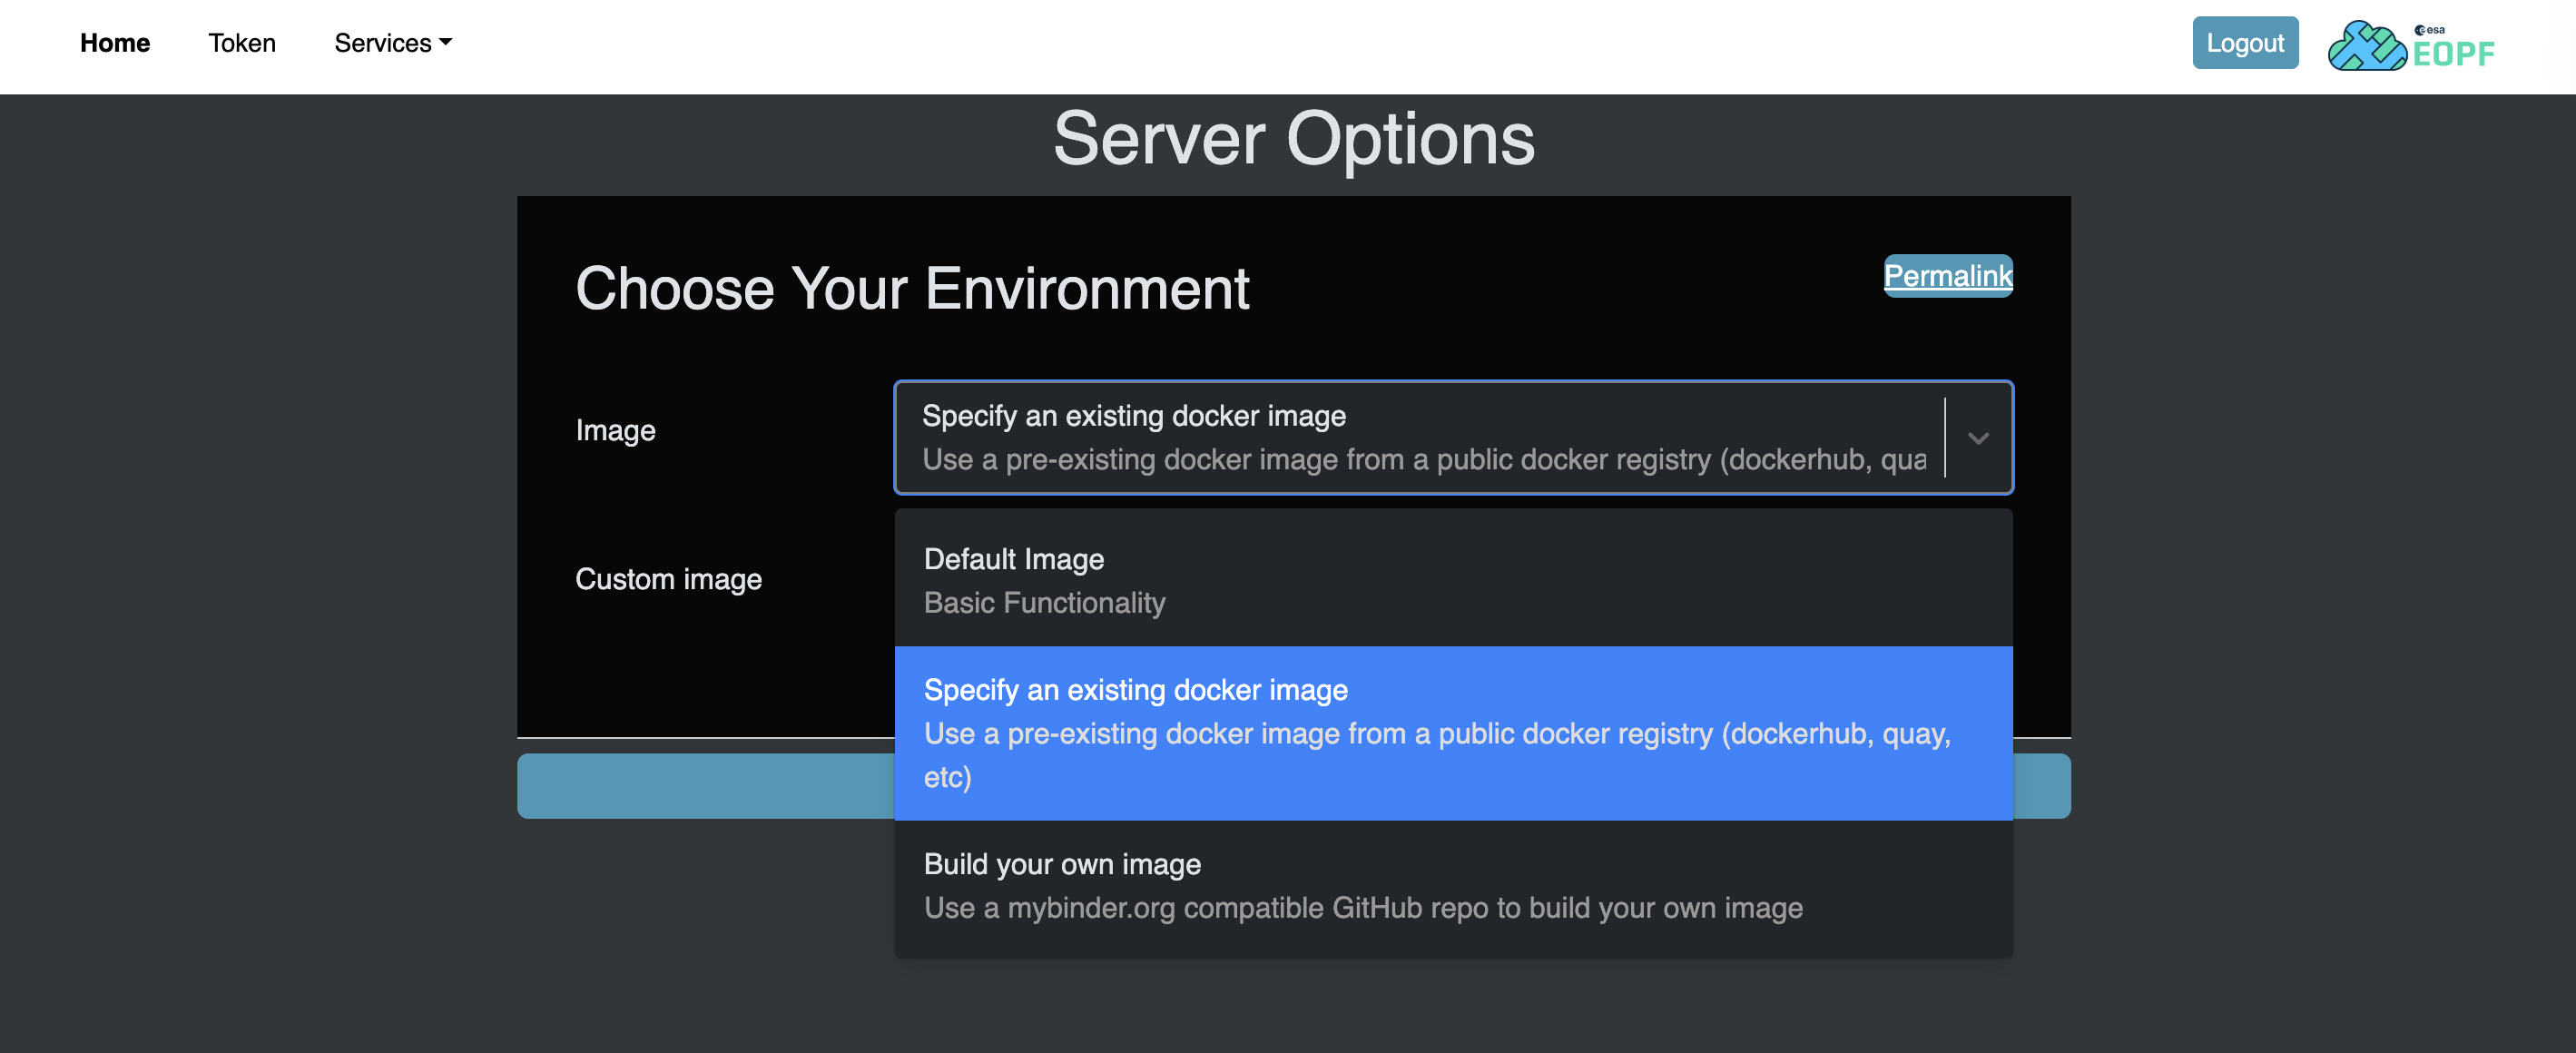 Home Token Services Logout esa
EOPF
Server Options
Choose Your Environment Permalink
Image
Specify an existing docker image
Use a pre-existing docker image from a public docker registry (dockerhub, qua
Custom image
Default Image
Basic Functionality
Specify an existing docker image
Use a pre-existing docker image from a public docker registry (dockerhub, quay,
etc)
Build your own image
Use a mybinder.org compatible GitHub repo to build your own image